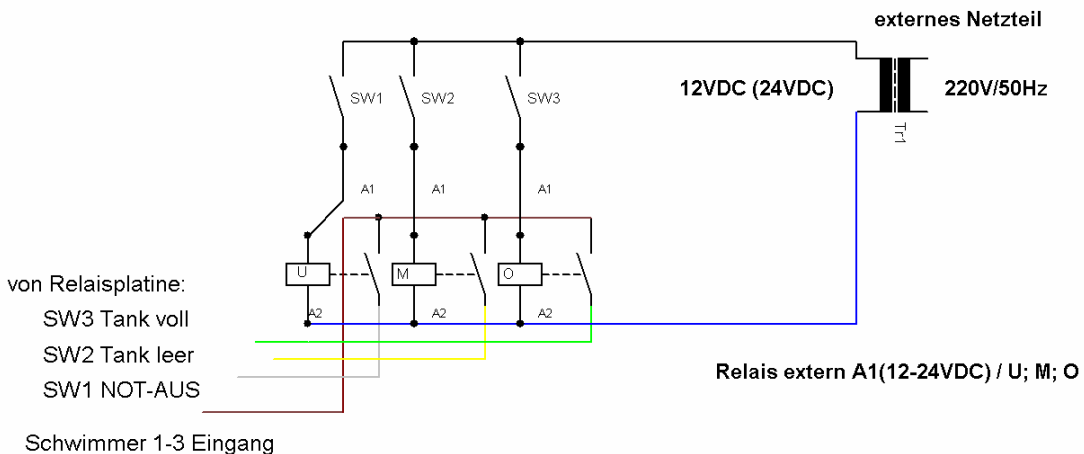 externes Netzteil
SW1
SW2
SW3
12VDC (24VDC)
220V/50Hz
Tr1
A1
A1
A1
U
M
O
A2
A2
A2
von Relaisplatine:
SW3 Tank voll
SW2 Tank leer
SW1 NOT-AUS
Relais extern A1(12-24VDC) / U; M; O
Schwimmer 1-3 Eingang